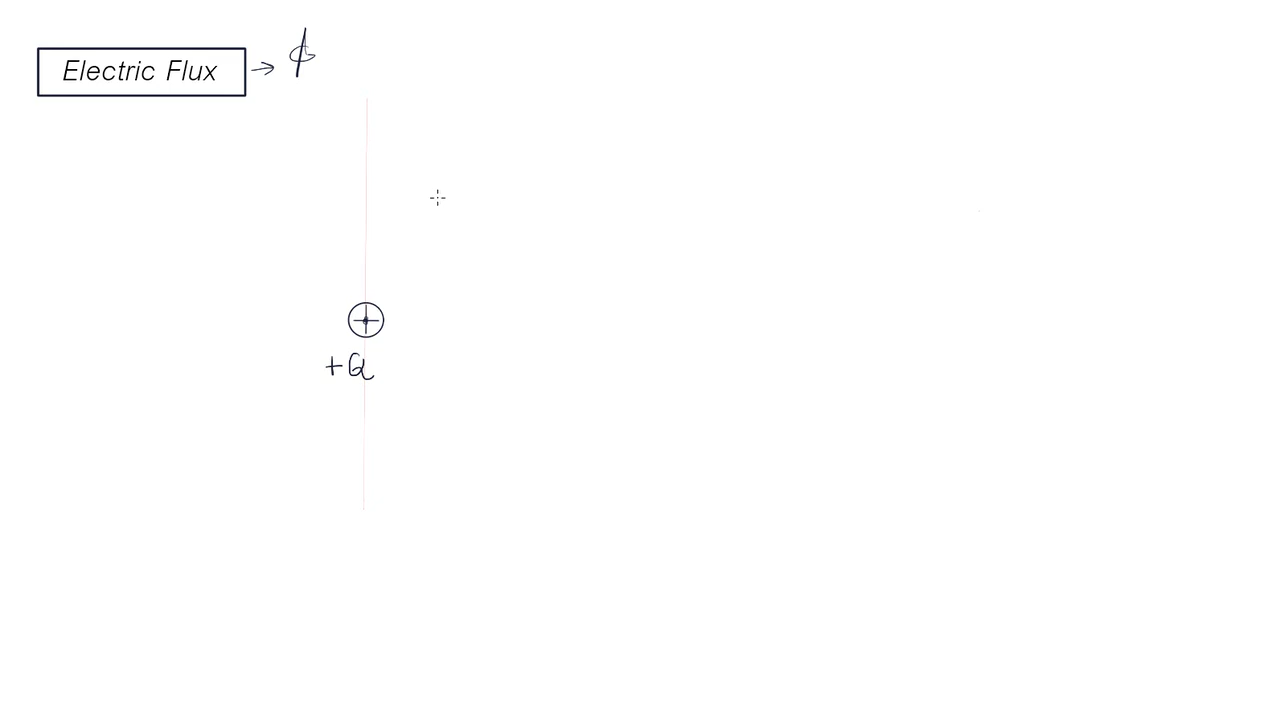 Electric Flux → ϕ
+Q